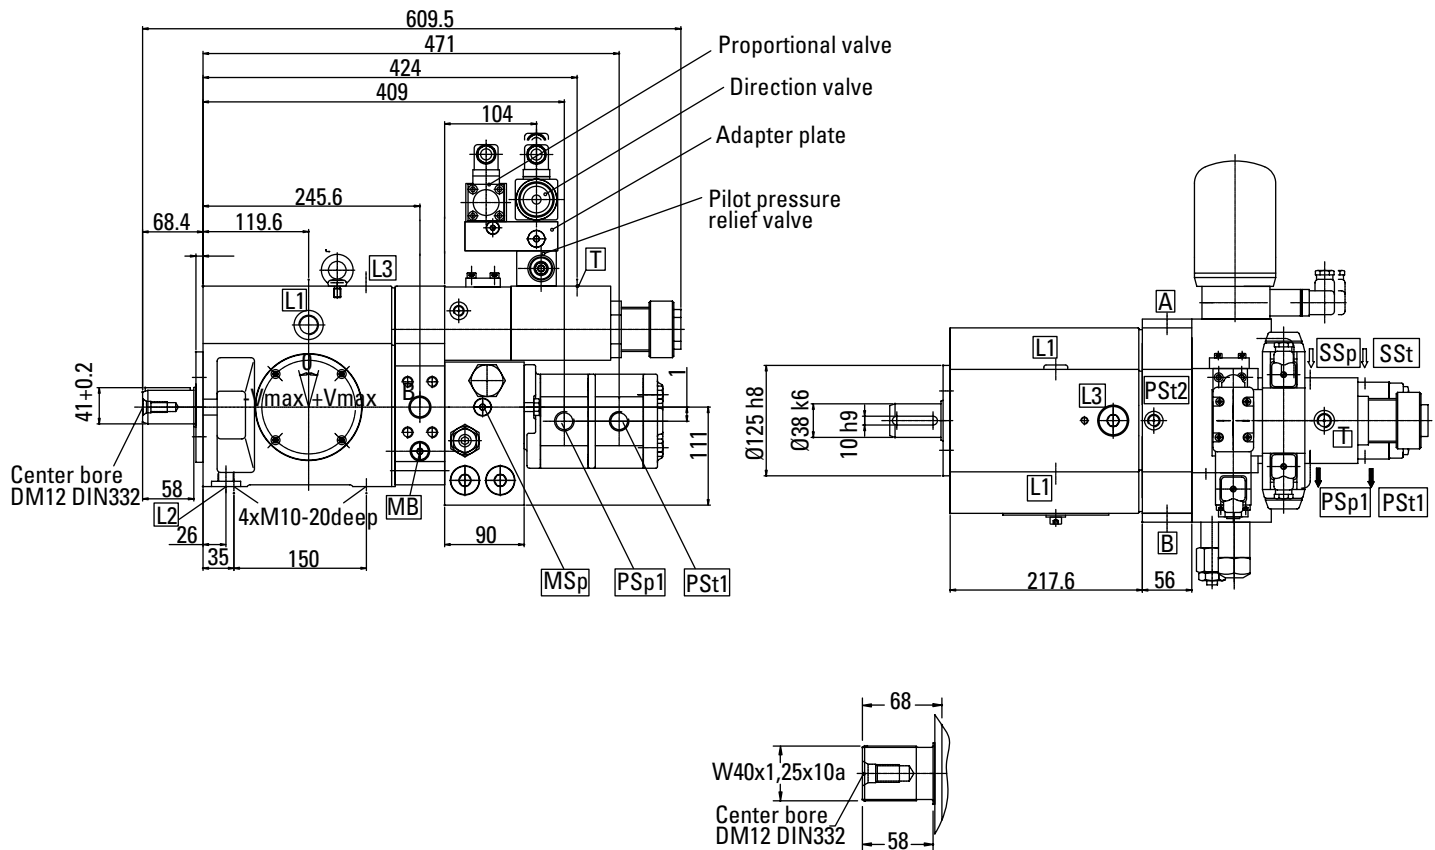 609.5
471
424
409
104
245.6
68.4
119.6
Proportional valve
Direction valve
Adapter plate
Pilot pressure
relief valve
T
L3
L1
0
-Vmax +Vmax
B
41+0.2
1
111
Center bore
DM12 DIN332
58
L2
4xM10-20deep
MB
26
35
150
90
MSp
PSp1
PSt1
A
L1
SSp
SSt
PSt2
L3
T
Ø125 h8
Ø38 k6
10 h9
L1
PSp1
PSt1
B
217.6
56
68
W40x1,25x10a
Center bore
DM12 DIN332
58